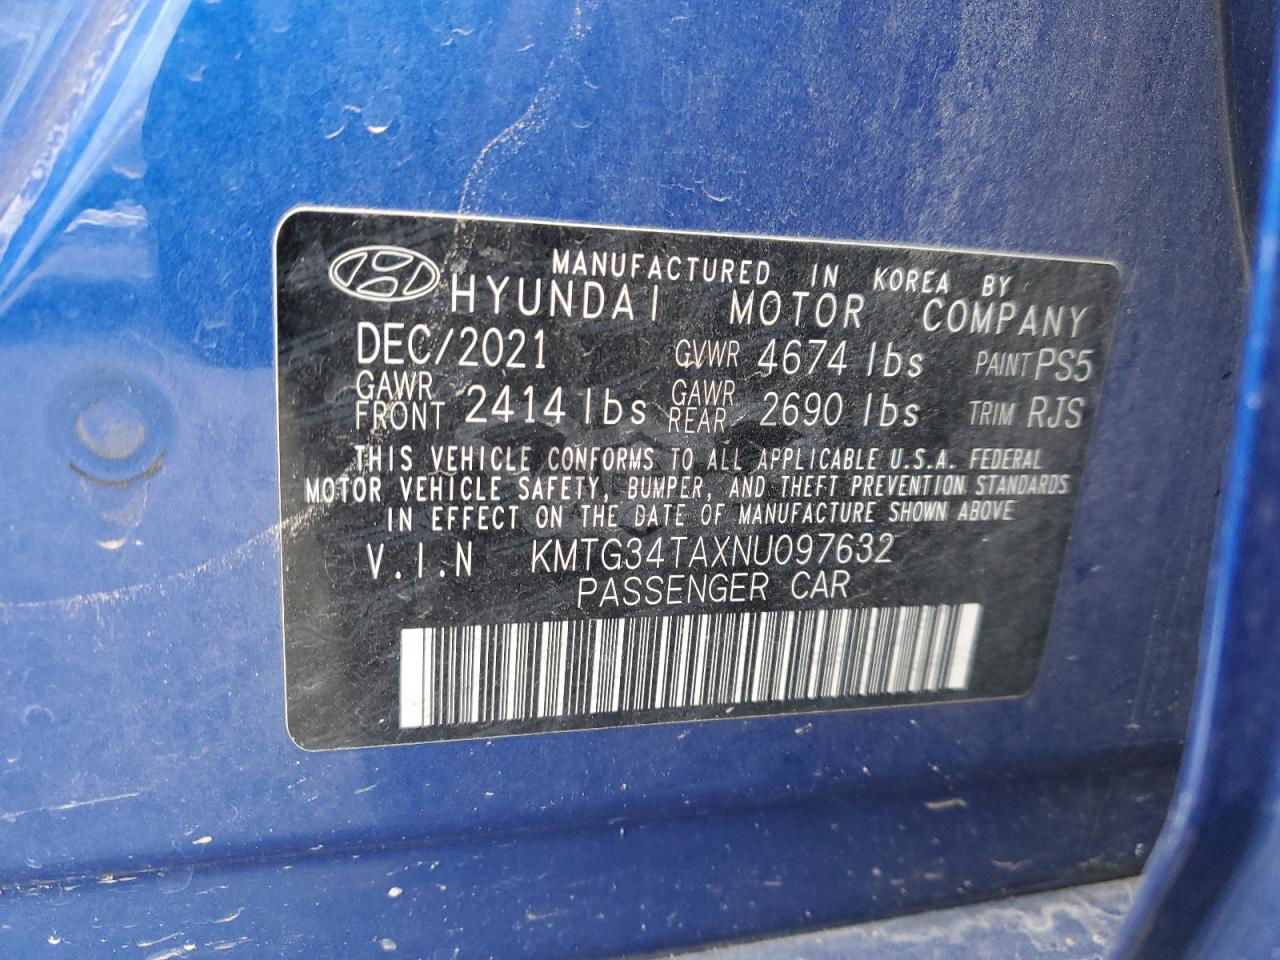 MANUFACTURED IN KOREA BY
HYUNDAI MOTOR COMPANY
DEC/2021 GVWR 4674 lbs PAINT PS5
GAWR FRONT 2414 lbs GAWR REAR 2690 lbs TRIM RJS
THIS VEHICLE CONFORMS TO ALL APPLICABLE U.S.A. FEDERAL
MOTOR VEHICLE SAFETY, BUMPER, AND THEFT PREVENTION STANDARDS
IN EFFECT ON THE DATE OF MANUFACTURE SHOWN ABOVE
V.I.N KMTG34TAXNU097632
PASSENGER CAR